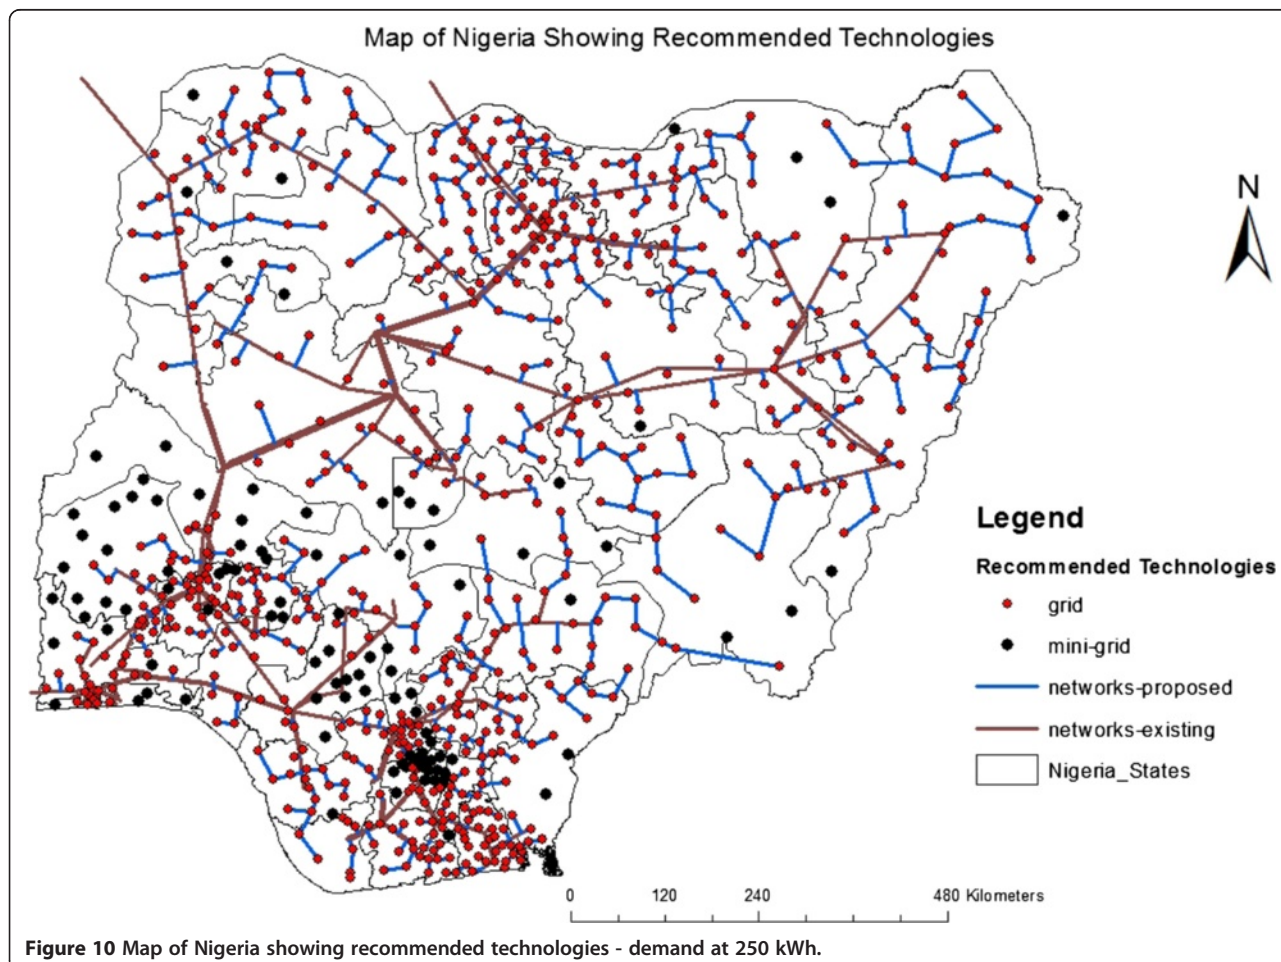 Map of Nigeria Showing Recommended Technologies
N
Legend
Recommended Technologies
grid
mini-grid
networks-proposed
networks-existing
Nigeria_States
0 120 240 480 Kilometers
Figure 10 Map of Nigeria showing recommended technologies - demand at 250 kWh.